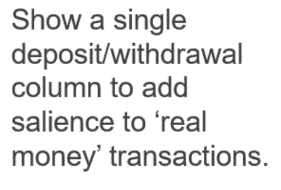 Show a single
deposit/withdrawal
column to add
salience to ‘real
money’ transactions.